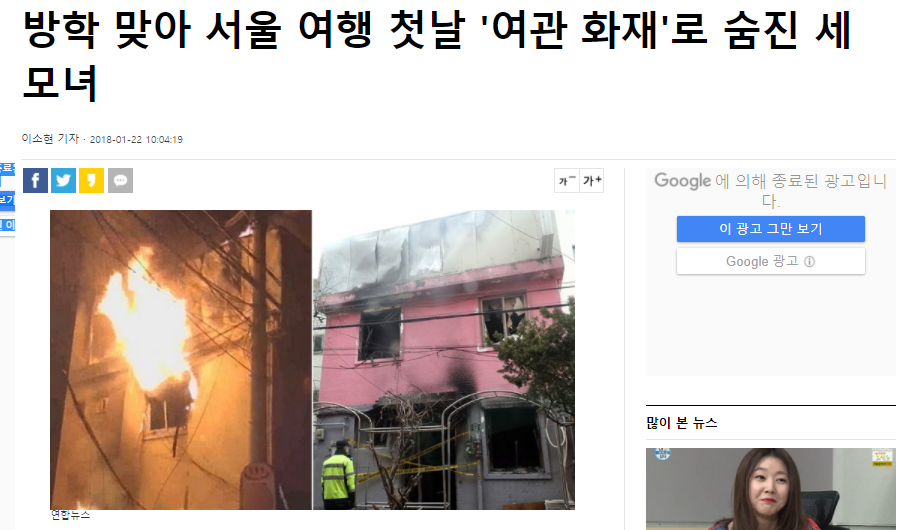 방학 맞아 서울 여행 첫날 '여관 화재'로 숨진 세
모녀
이소현 기자 · 2018-01-22 10:04:19
가－ 가+
연합뉴스
Google 에 의해 종료된 광고입니
다.
이 광고 그만 보기
Google 광고 ⓘ
많이 본 뉴스